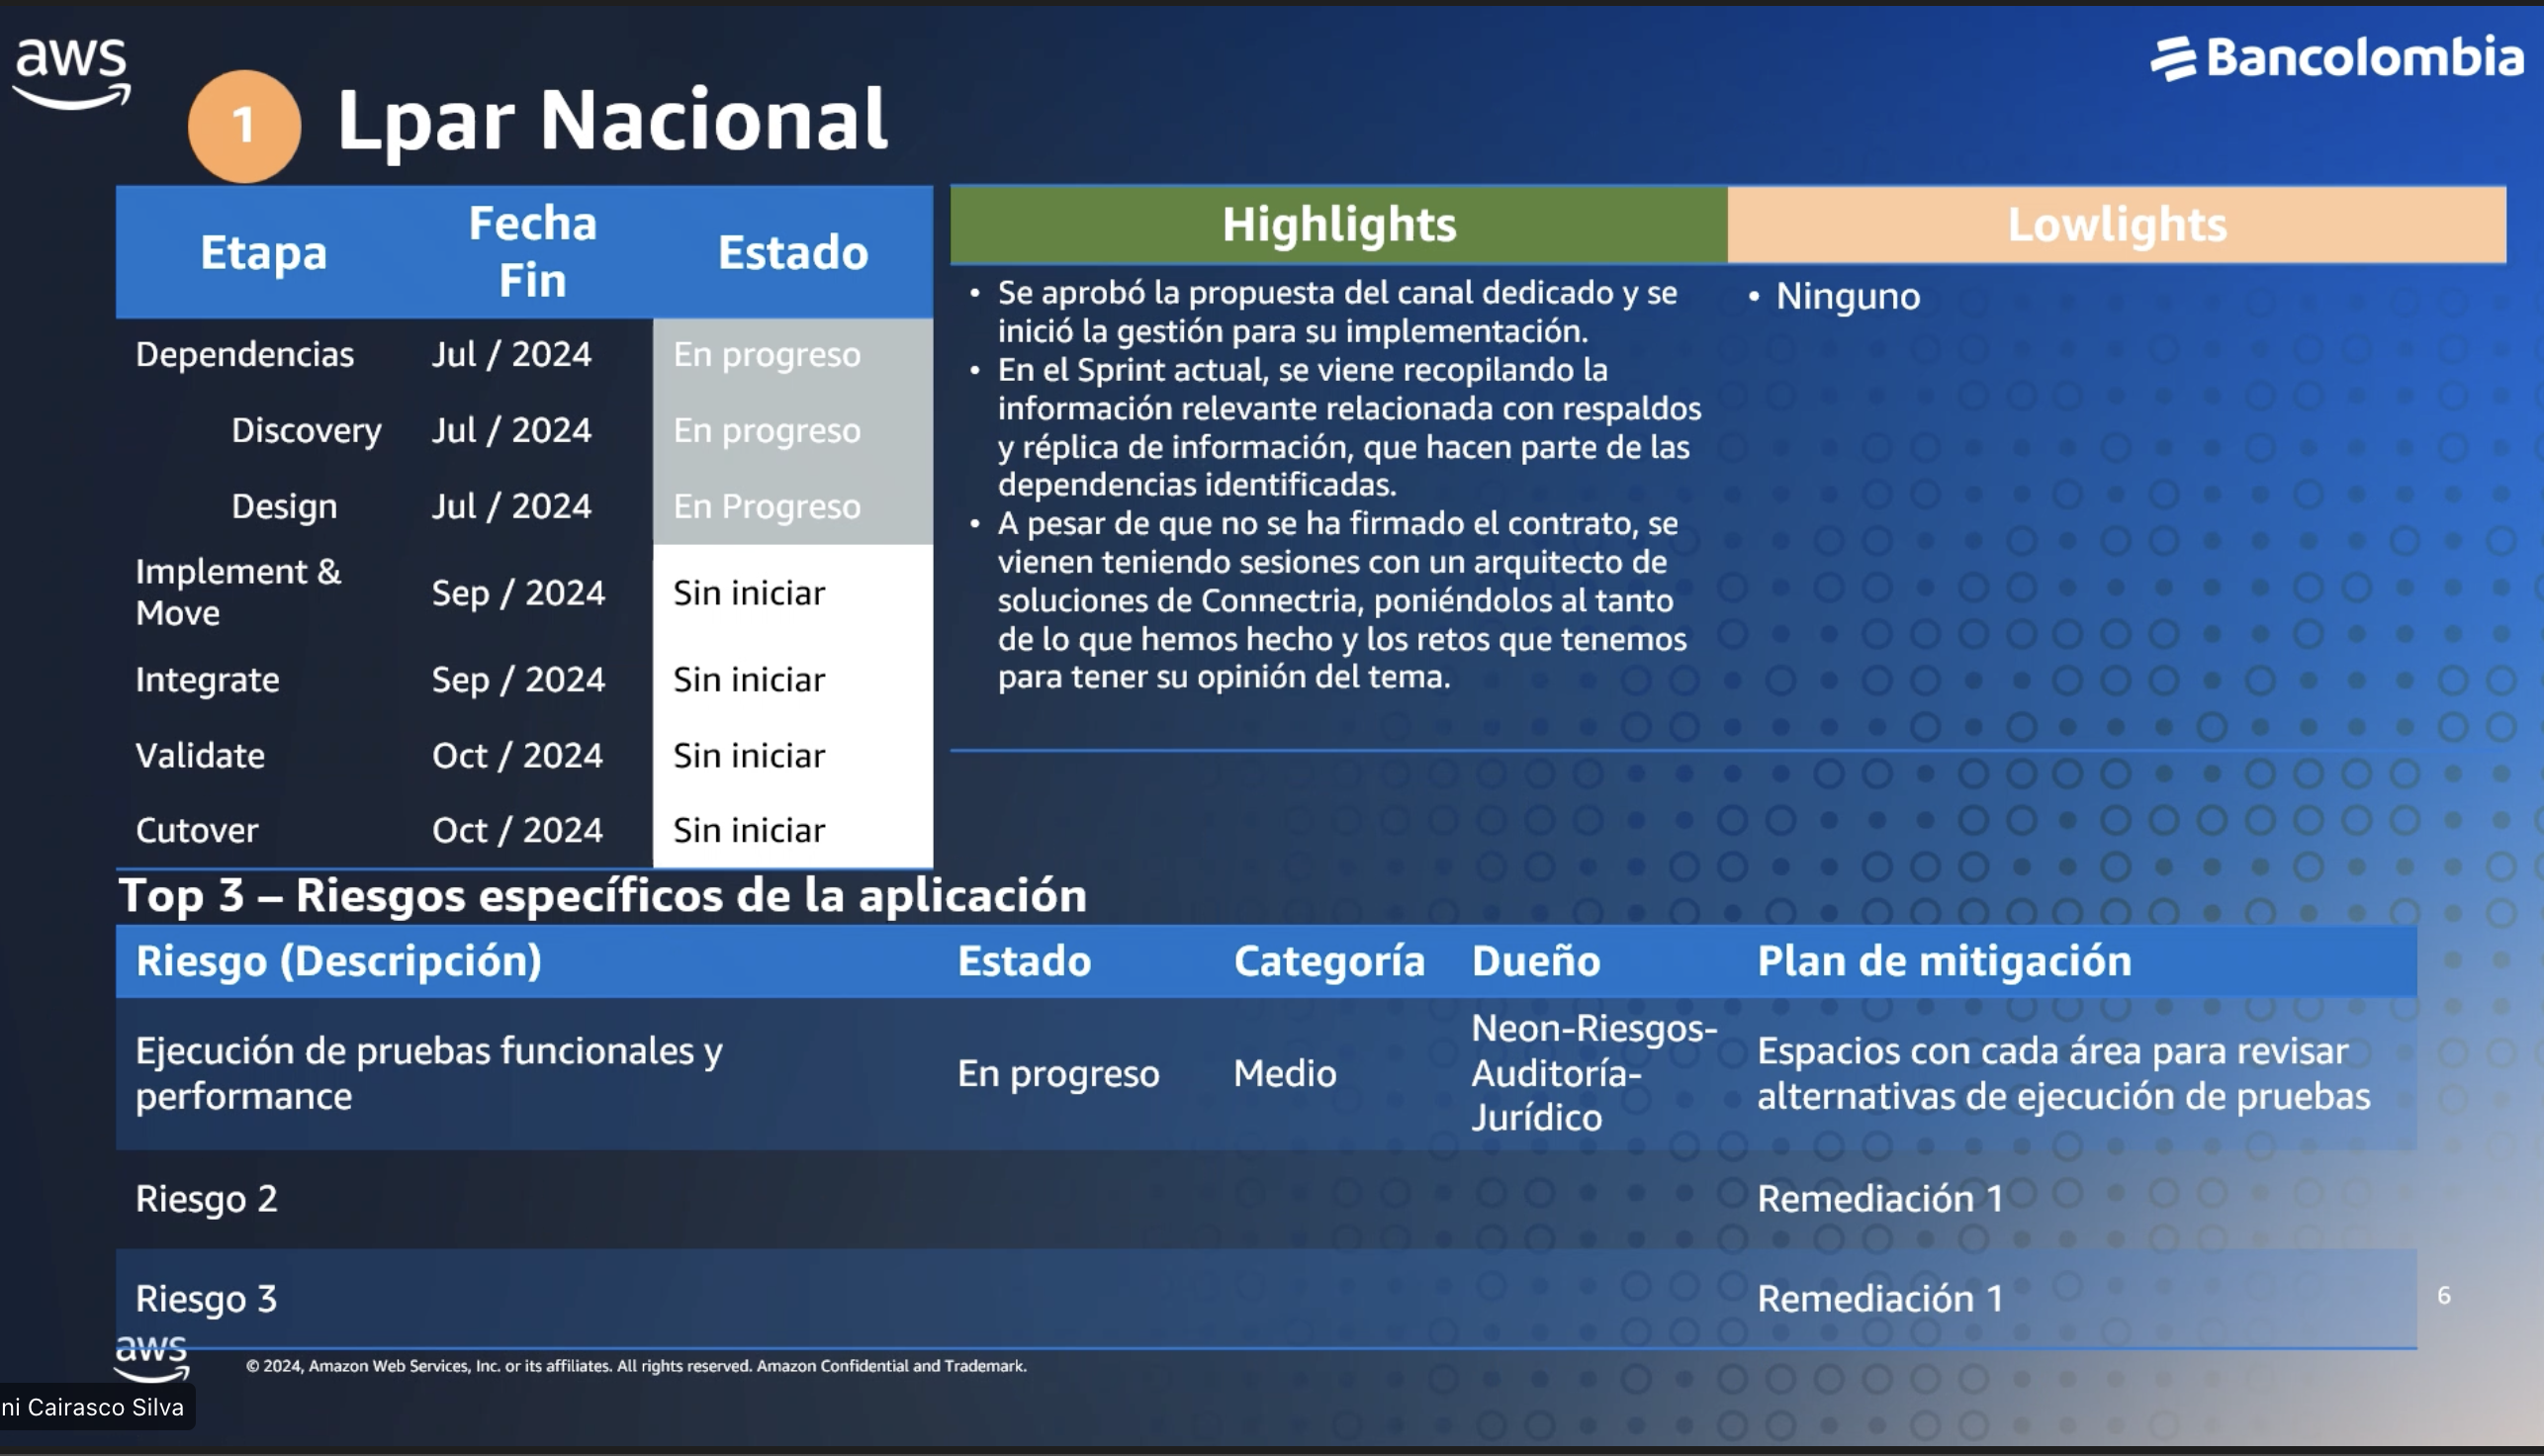 aws
Bancolombia
1
Lpar Nacional
Etapa
Fecha
Fin
Estado
Dependencias Jul / 2024 En progreso
Discovery Jul / 2024 En progreso
Design Jul / 2024 En Progreso
Implement &
Move
Sep / 2024 Sin iniciar
Integrate Sep / 2024 Sin iniciar
Validate Oct / 2024 Sin iniciar
Cutover Oct / 2024 Sin iniciar
Highlights
• Se aprobó la propuesta del canal dedicado y se
inició la gestión para su implementación.
• En el Sprint actual, se viene recopilando la
información relevante relacionada con respaldos
y réplica de información, que hacen parte de las
dependencias identificadas.
• A pesar de que no se ha firmado el contrato, se
vienen teniendo sesiones con un arquitecto de
soluciones de Connectria, poniéndolos al tanto
de lo que hemos hecho y los retos que tenemos
para tener su opinión del tema.
Lowlights
• Ninguno
Top 3 – Riesgos específicos de la aplicación
Riesgo (Descripción) Estado Categoría Dueño Plan de mitigación
Ejecución de pruebas funcionales y
performance
En progreso
Medio
Neon-Riesgos-
Auditoría-
Jurídico
Espacios con cada área para revisar
alternativas de ejecución de pruebas
Riesgo 2 Remediación 1
Riesgo 3 Remediación 1
6
aws
© 2024, Amazon Web Services, Inc. or its affiliates. All rights reserved. Amazon Confidential and Trademark.
ni Cairasco Silva